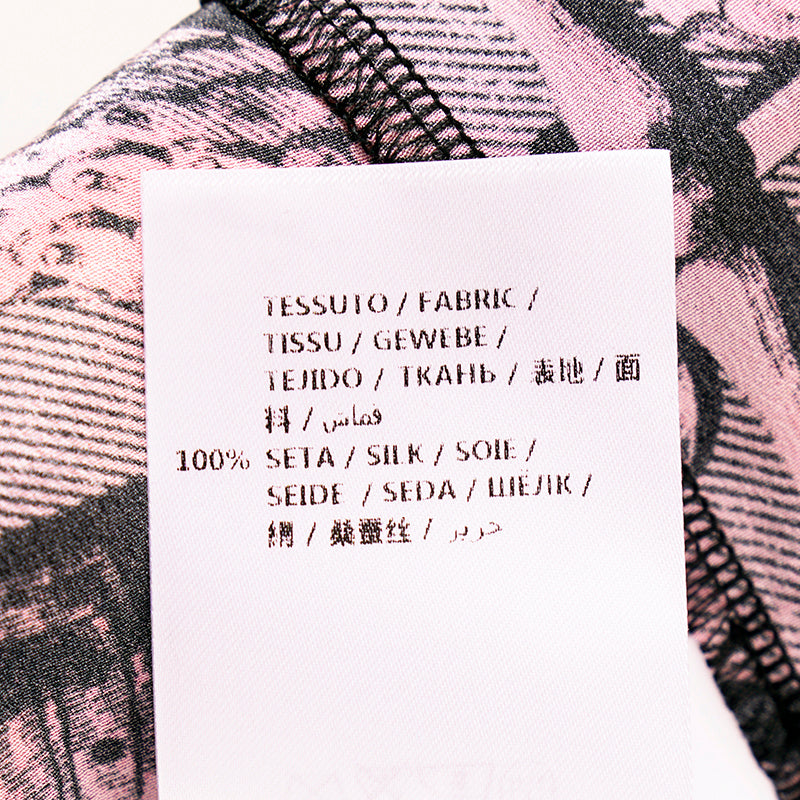 TESSUTO / FABRIC /
TISSU / GEWEBE /
TEJIDO / ТКАНЬ / 表地 / 面
料 / قماش
100% SETA / SILK / SOIE /
SEIDE / SEDA / ШЁЛК /
絹 / 桑蚕丝 / حرير